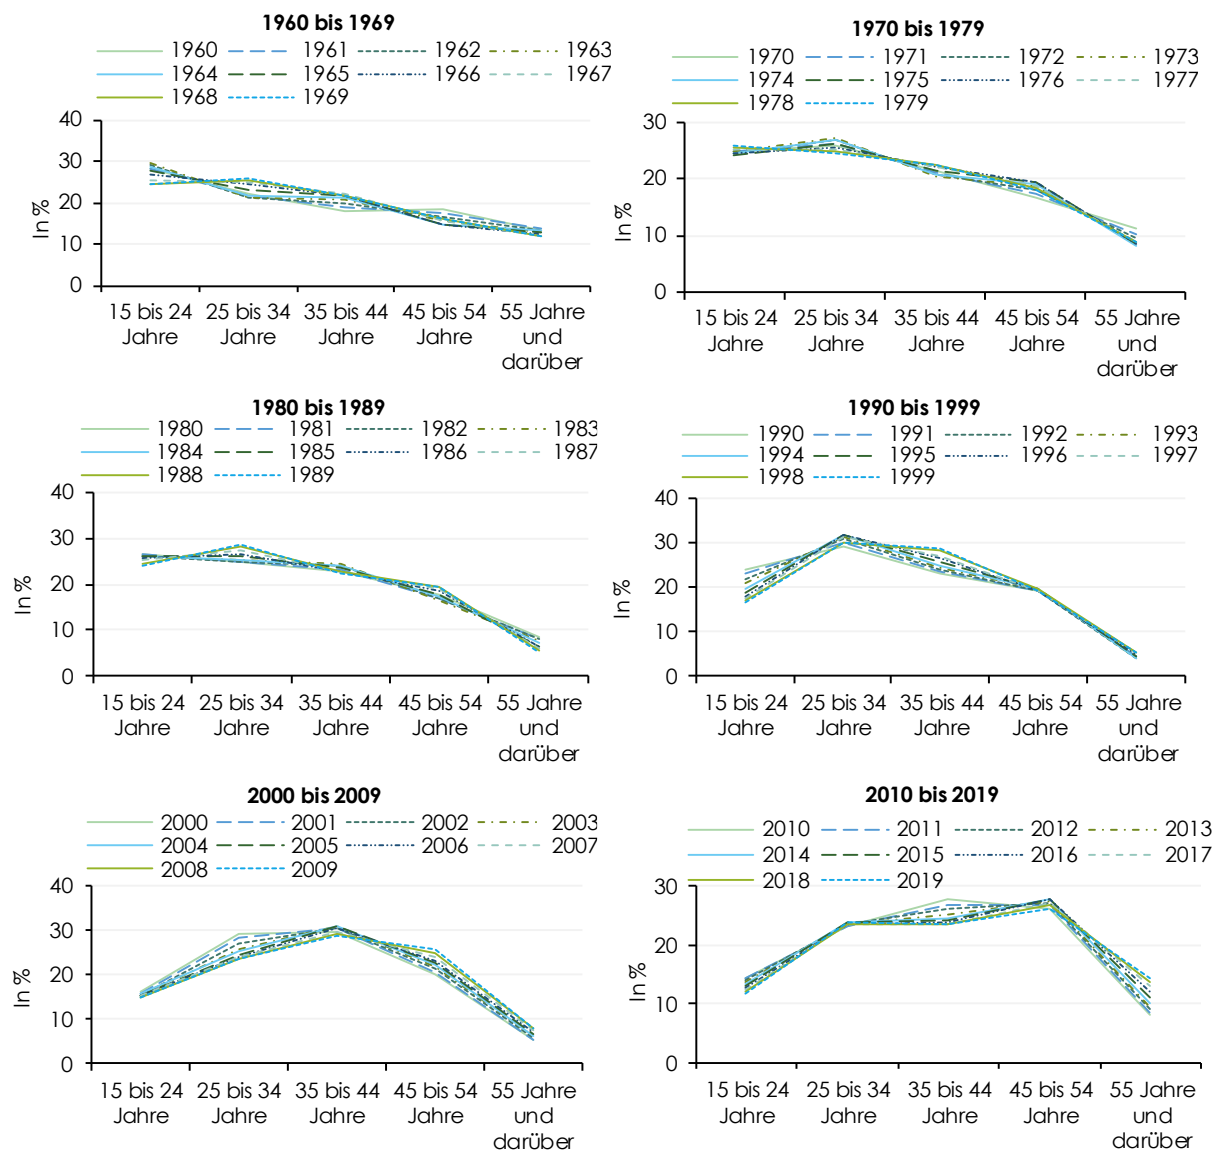 1960 bis 1969
1960 1961 1962 1963
1964 1965 1966 1967
1968 1969
In %
40
30
20
10
0
15 bis 24 25 bis 34 35 bis 44 45 bis 54 55 Jahre
Jahre Jahre Jahre Jahre und
darüber
1970 bis 1979
1970 1971 1972 1973
1974 1975 1976 1977
1978 1979
In %
30
20
10
0
15 bis 24 25 bis 34 35 bis 44 45 bis 54 55 Jahre
Jahre Jahre Jahre Jahre und
darüber
1980 bis 1989
1980 1981 1982 1983
1984 1985 1986 1987
1988 1989
In %
40
30
20
10
0
15 bis 24 25 bis 34 35 bis 44 45 bis 54 55 Jahre
Jahre Jahre Jahre Jahre und
darüber
1990 bis 1999
1990 1991 1992 1993
1994 1995 1996 1997
1998 1999
In %
40
30
20
10
0
15 bis 24 25 bis 34 35 bis 44 45 bis 54 55 Jahre
Jahre Jahre Jahre Jahre und
darüber
2000 bis 2009
2000 2001 2002 2003
2004 2005 2006 2007
2008 2009
In %
40
30
20
10
0
15 bis 24 25 bis 34 35 bis 44 45 bis 54 55 Jahre
Jahre Jahre Jahre Jahre und
darüber
2010 bis 2019
2010 2011 2012 2013
2014 2015 2016 2017
2018 2019
In %
30
20
10
0
15 bis 24 25 bis 34 35 bis 44 45 bis 54 55 Jahre
Jahre Jahre Jahre Jahre und
darüber